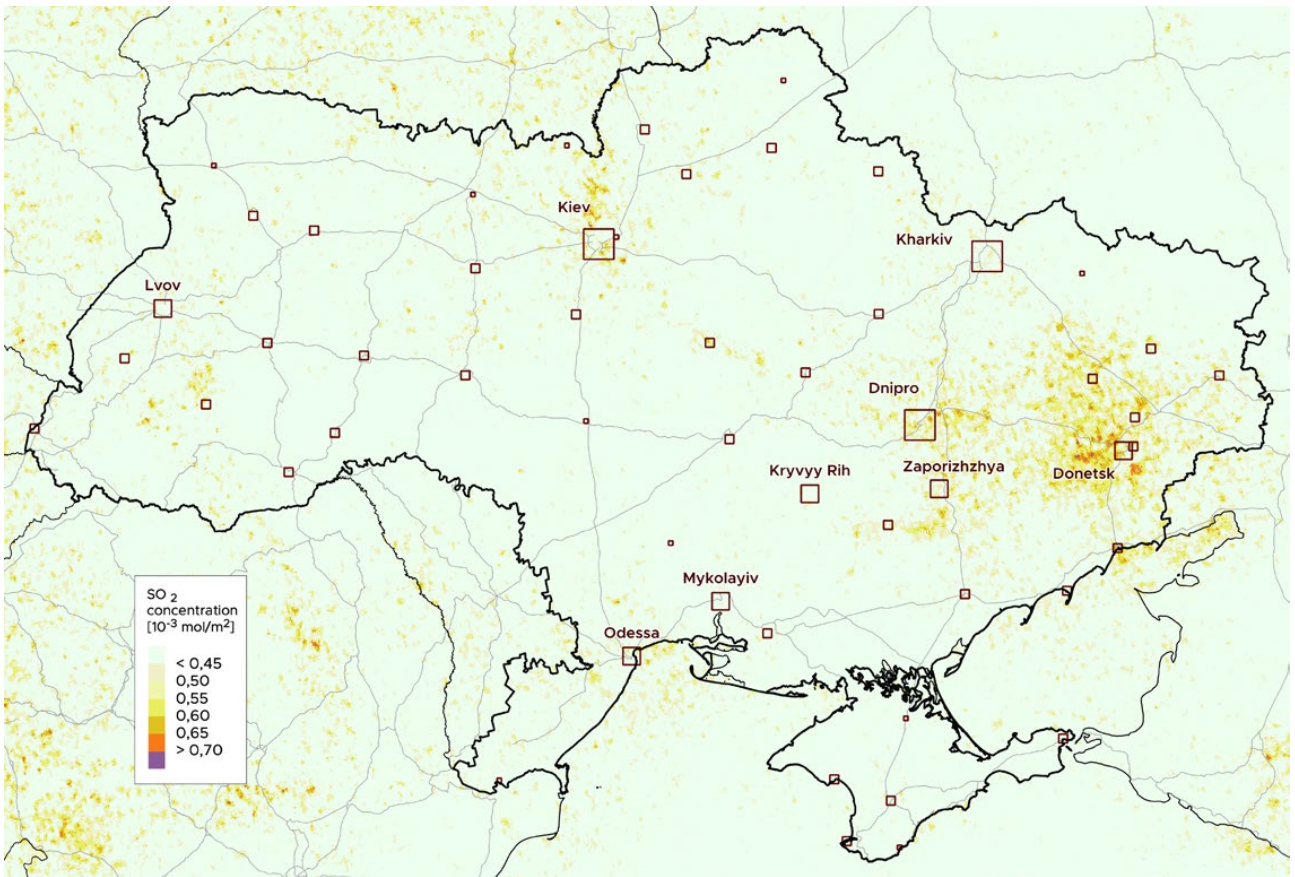 Kiev
Kharkiv
Lvov
Dnipro
Kryvyy Rih
Zaporizhzhya
Donetsk
Mykolayiv
Odessa
SO 2
concentration
[10-3 mol/m2]
< 0,45
0,50
0,55
0,60
0,65
> 0,70